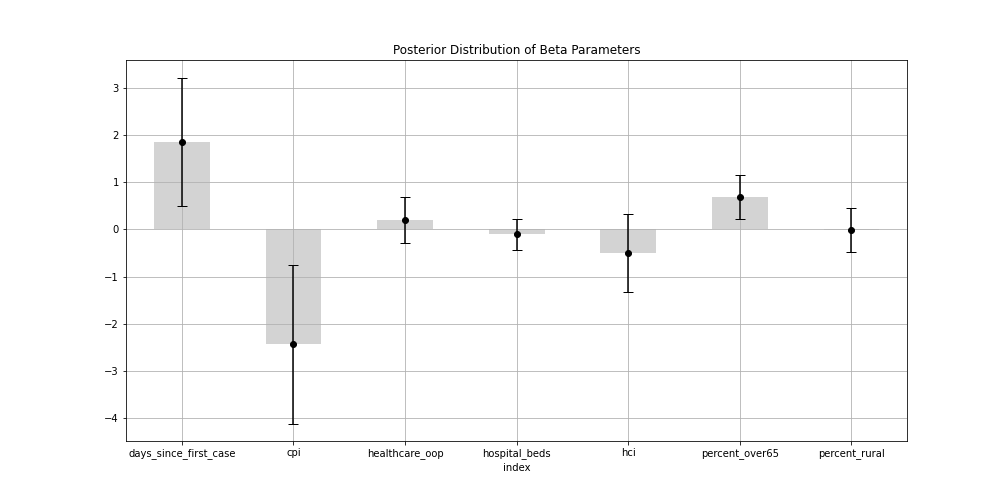 Posterior Distribution of Beta Parameters
3
2
1
0
−1
−2
−3
−4
days_since_first_case cpi healthcare_oop hospital_beds hci percent_over65 percent_rural
index